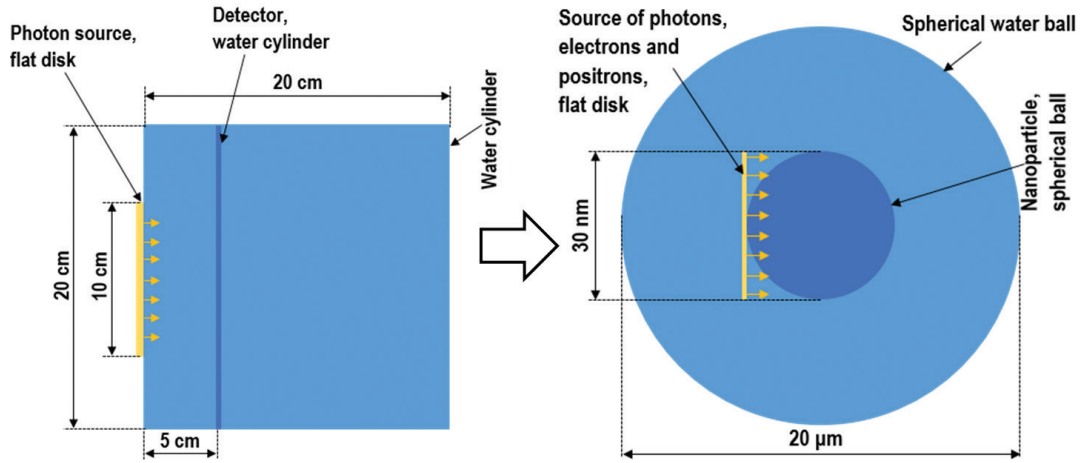 Photon source,
flat disk
Detector,
water cylinder
20 cm
20 cm
10 cm
5 cm
Water cylinder
Source of photons,
electrons and
positrons,
flat disk
Spherical water ball
30 nm
Nanoparticle,
spherical ball
20 µm